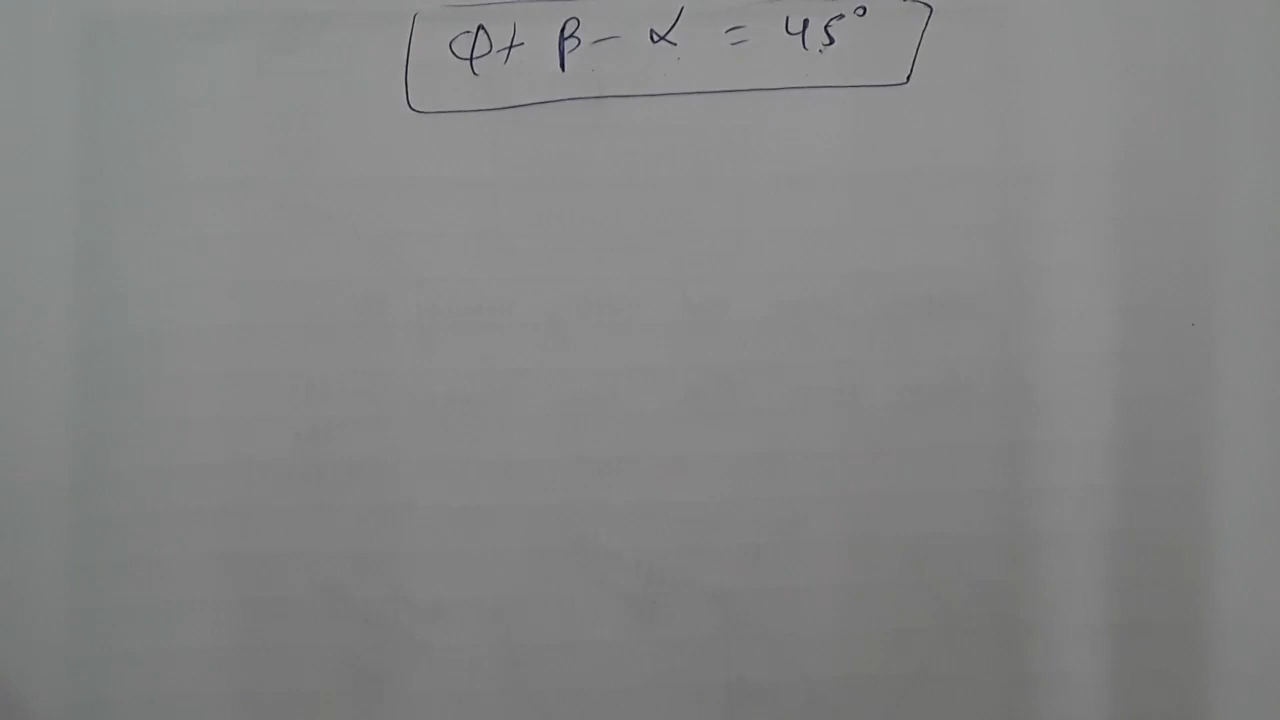 φ + β - α = 45°